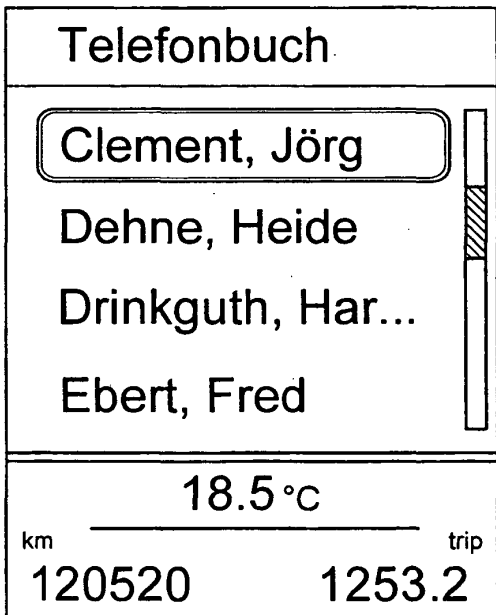 Telefonbuch
Clement, Jörg
Dehne, Heide
Drinkguth, Har...
Ebert, Fred
18.5 °C
km trip
120520 1253.2